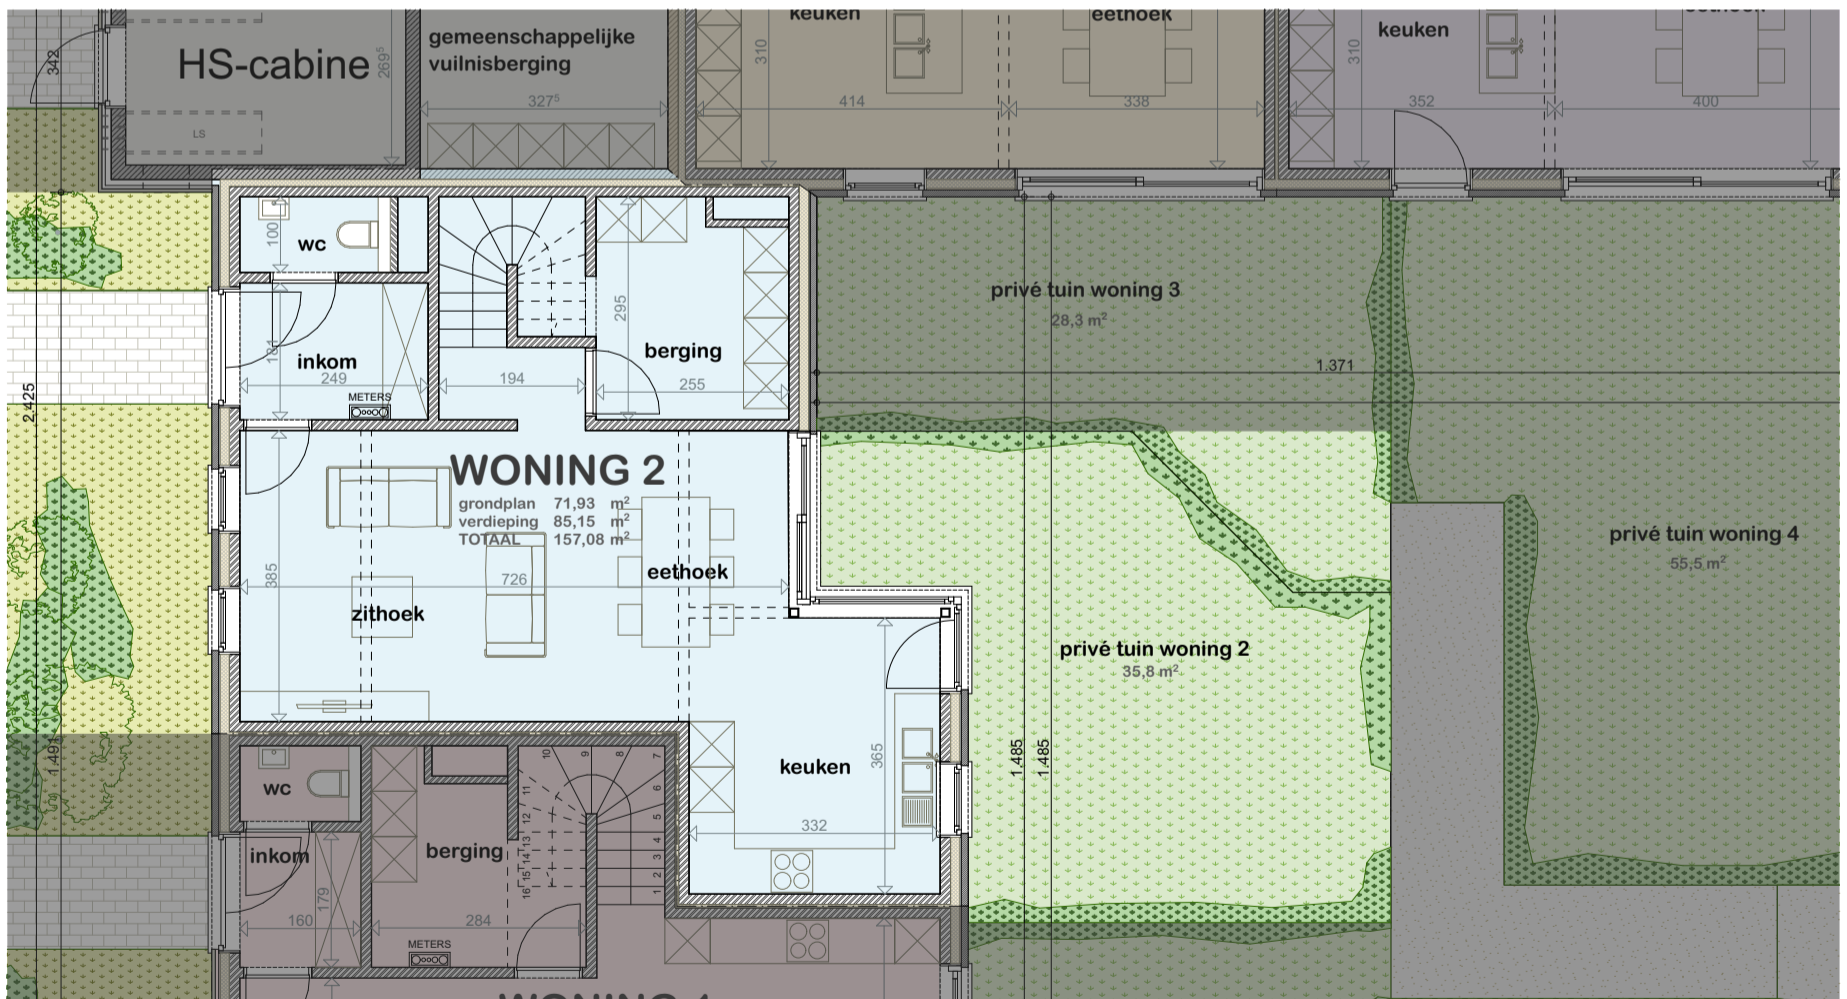 keuken
eethoek
keuken
eethoek
HS-cabine
gemeenschappelijke
vuilnisberging
342
269⁵
310
310
327⁵
414
338
352
400
LS
wc
100
295
privé tuin woning 3
28,3 m²
181
inkom
249
METERS
194
berging
255
1.371
2.425
WONING 2
grondplan 71,93 m²
verdieping 85,15 m²
TOTAAL 157,08 m²
privé tuin woning 4
55,5 m²
385
726
eethoek
zithoek
privé tuin woning 2
35,8 m²
1.491
1.485
1.485
keuken
365
332
wc
10
9
8
7
11
6
12
5
13
4
14
3
15
2
16
1
inkom
berging
179
160
284
METERS
WONING 1